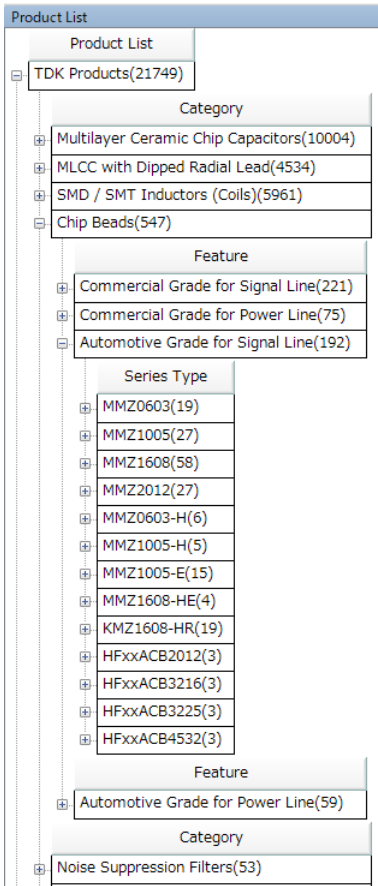 Product List
Product List
TDK Products(21749)
Category
Multilayer Ceramic Chip Capacitors(10004)
MLCC with Dipped Radial Lead(4534)
SMD / SMT Inductors (Coils)(5961)
Chip Beads(547)
Feature
Commercial Grade for Signal Line(221)
Commercial Grade for Power Line(75)
Automotive Grade for Signal Line(192)
Series Type
MMZ0603(19)
MMZ1005(27)
MMZ1608(58)
MMZ2012(27)
MMZ0603-H(6)
MMZ1005-H(5)
MMZ1005-E(15)
MMZ1608-HE(4)
KMZ1608-HR(19)
HFxxACB2012(3)
HFxxACB3216(3)
HFxxACB3225(3)
HFxxACB4532(3)
Feature
Automotive Grade for Power Line(59)
Category
Noise Suppression Filters(53)